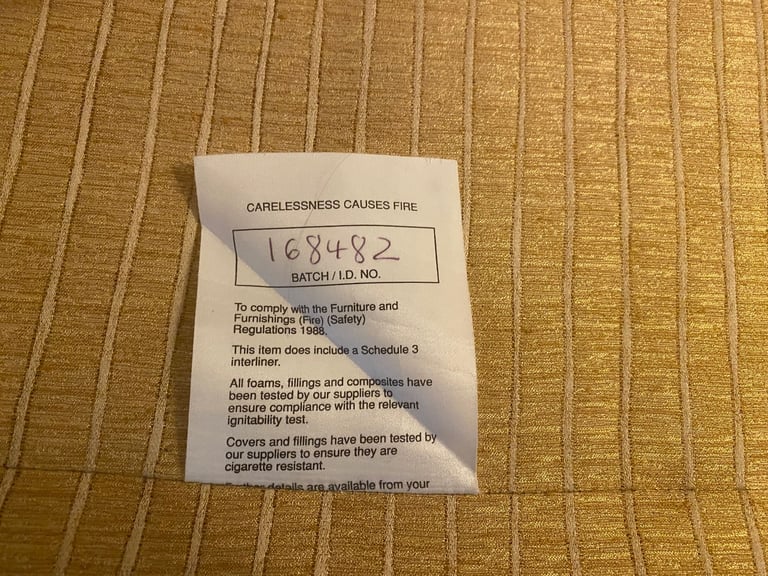 CARELESSNESS CAUSES FIRE
168482
BATCH / I.D. NO.
To comply with the Furniture and
Furnishings (Fire) (Safety)
Regulations 1988.
This item does include a Schedule 3
interliner.
All foams, fillings and composites have
been tested by our suppliers to
ensure compliance with the relevant
ignitability test.
Covers and fillings have been tested by
our suppliers to ensure they are
cigarette resistant.
Further details are available from your